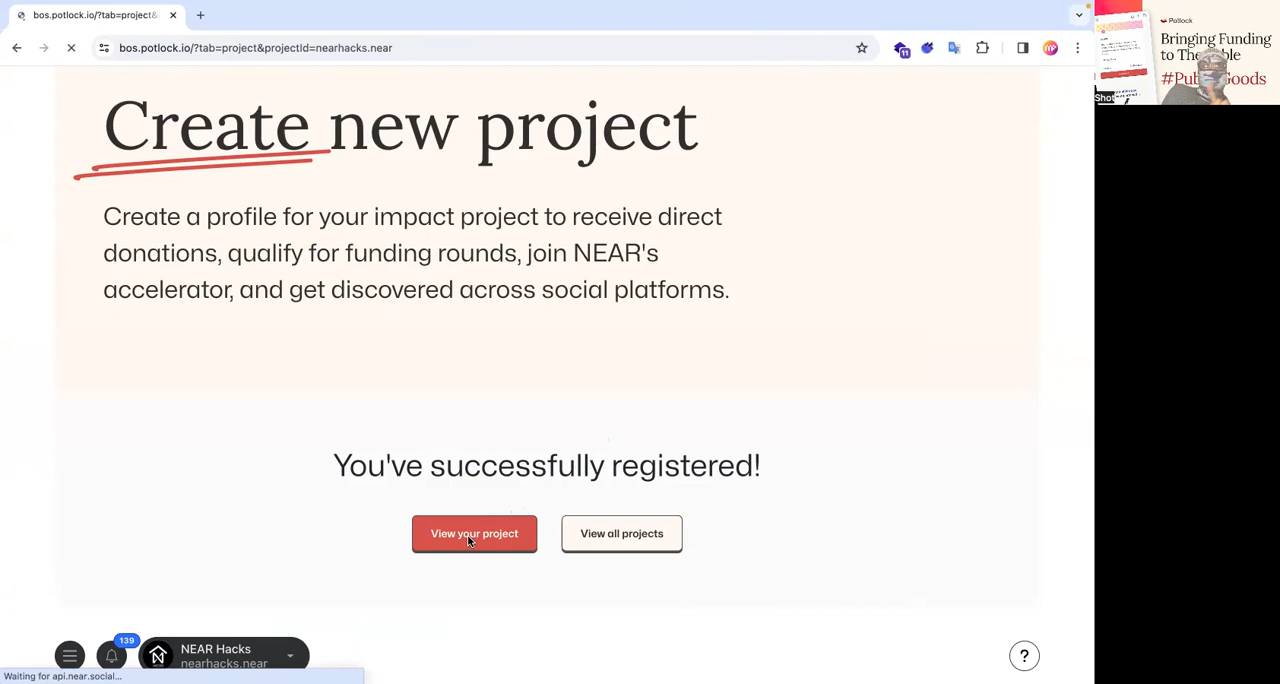 bos.potlock.io/?tab=project&
bos.potlock.io/?tab=project&projectId=nearhacks.near
11
Create new project
Create a profile for your impact project to receive direct
donations, qualify for funding rounds, join NEAR's
accelerator, and get discovered across social platforms.
You've successfully registered!
View your project
View all projects
139
NEAR Hacks
nearhacks.near
?
Waiting for api.near.social...
Potlock
Bringing Funding
to The
#Pub
Goods